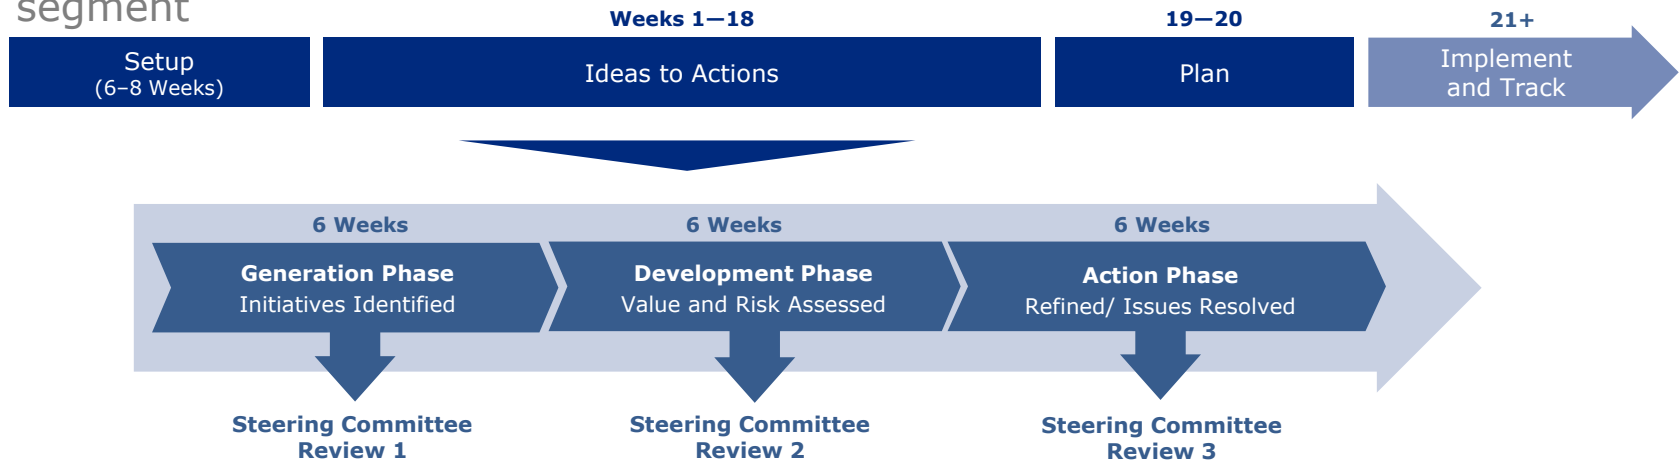 segment
Weeks 1—18
19—20
21+
Setup
(6–8 Weeks)
Ideas to Actions
Plan
Implement
and Track
6 Weeks
6 Weeks
6 Weeks
Generation Phase
Initiatives Identified
Development Phase
Value and Risk Assessed
Action Phase
Refined/ Issues Resolved
Steering Committee
Review 1
Steering Committee
Review 2
Steering Committee
Review 3